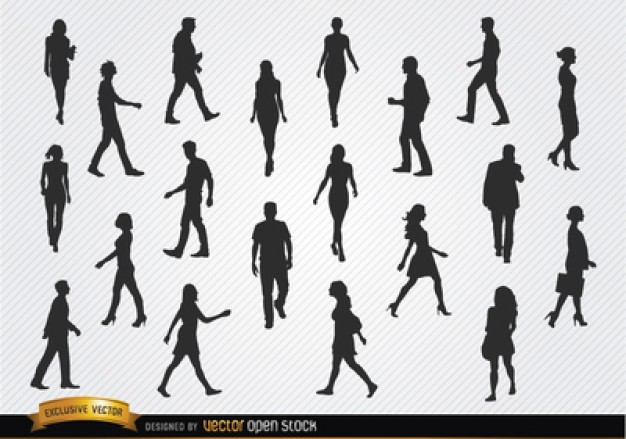 EXCLUSIVE VECTOR
DESIGNED BY VECTOR OPEN STOCK